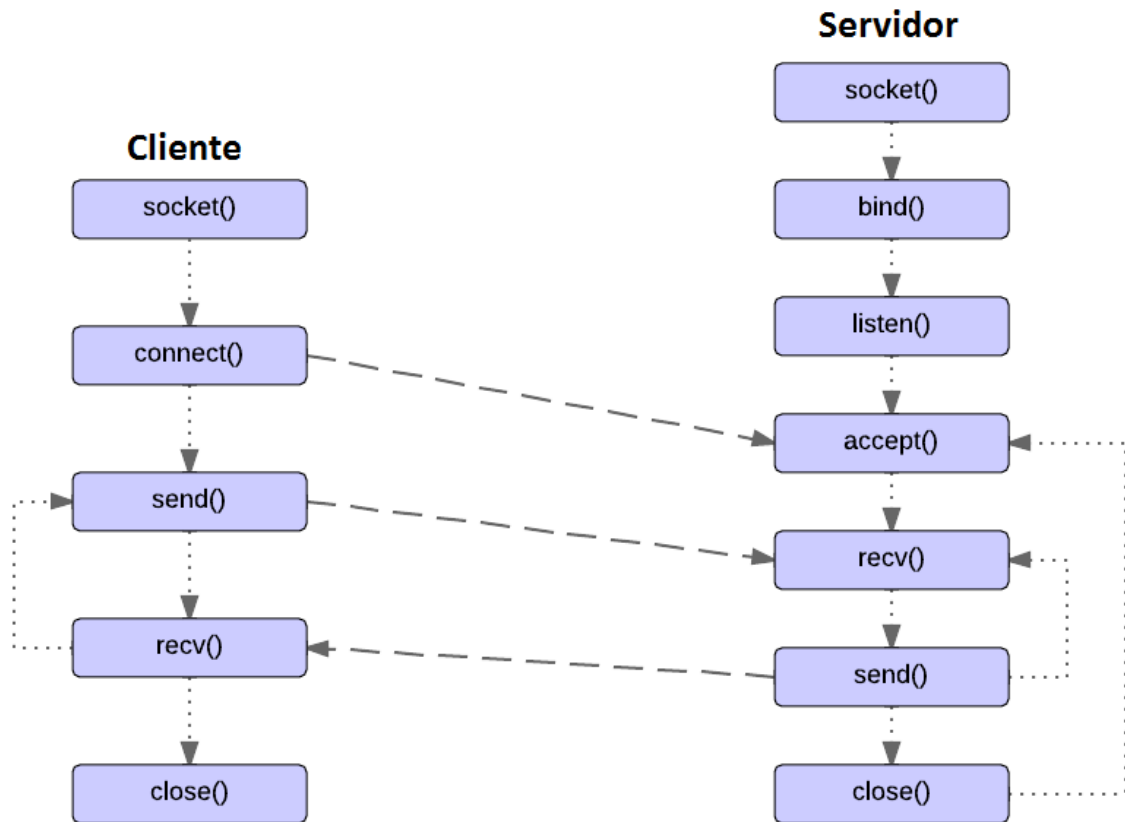 Cliente
socket()
connect()
send()
recv()
close()
Servidor
socket()
bind()
listen()
accept()
recv()
send()
close()